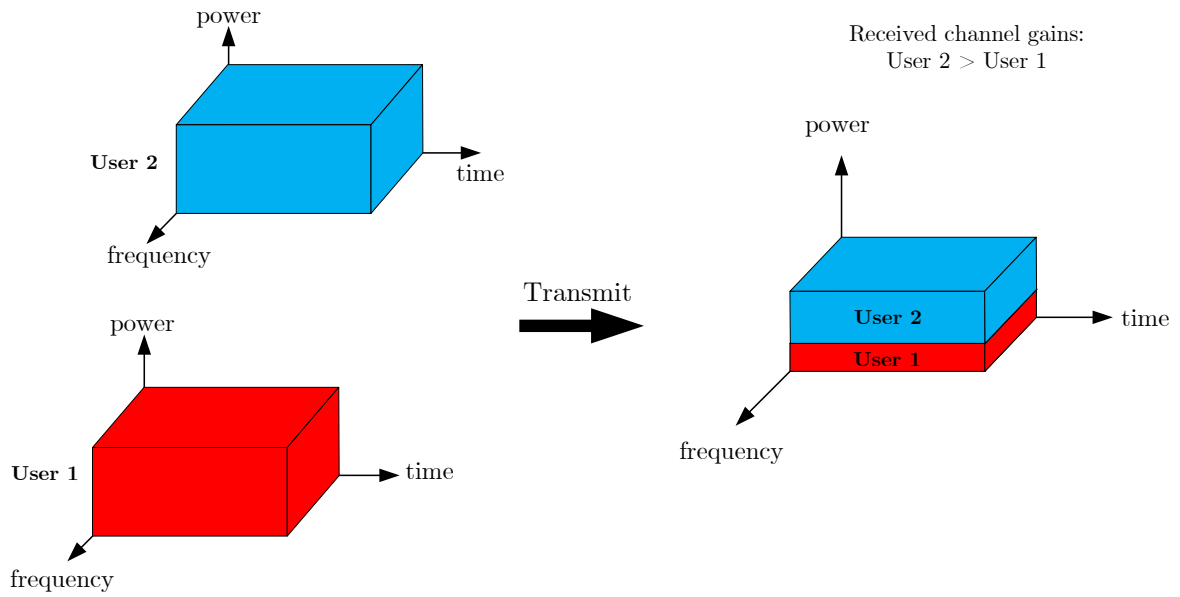 power
User 2
time
frequency
power
User 1
time
frequency
Transmit
Received channel gains:
User 2 > User 1
power
User 2
User 1
time
frequency